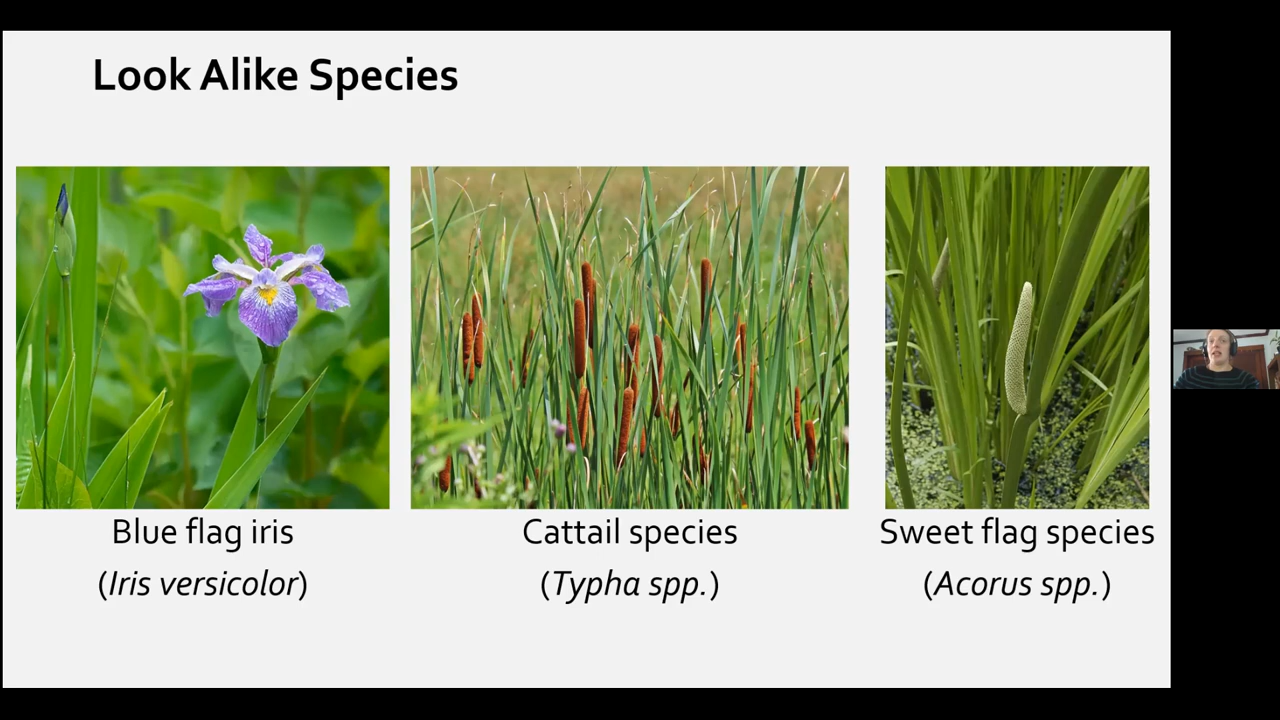 Look Alike Species
Blue flag iris
(Iris versicolor)
Cattail species
(Typha spp.)
Sweet flag species
(Acorus spp.)